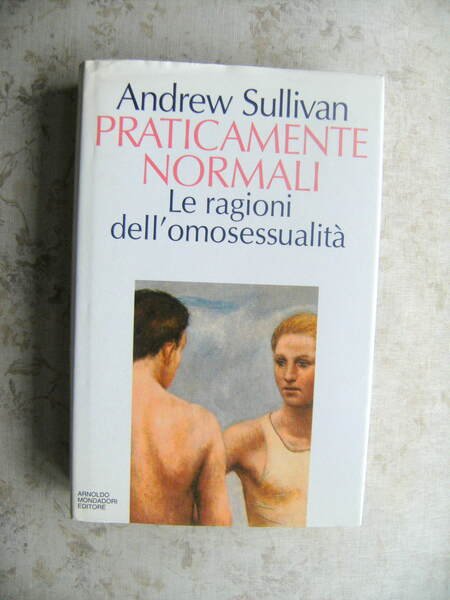 Andrew Sullivan
PRATICAMENTE
NORMALI
Le ragioni
dell'omosessualità
ARNOLDO
MONDADORI
EDITORE